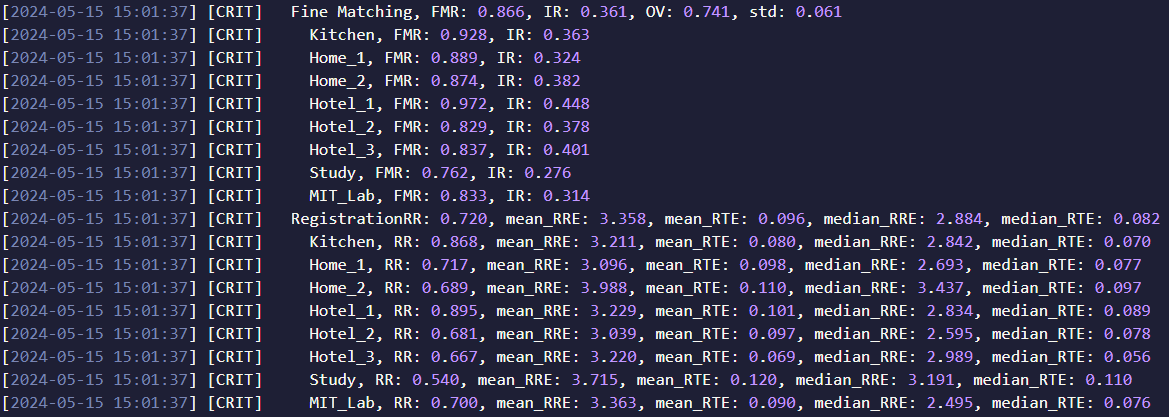 [2024-05-15 15:01:37] [CRIT] Fine Matching, FMR: 0.866, IR: 0.361, OV: 0.741, std: 0.061
[2024-05-15 15:01:37] [CRIT] Kitchen, FMR: 0.928, IR: 0.363
[2024-05-15 15:01:37] [CRIT] Home_1, FMR: 0.889, IR: 0.324
[2024-05-15 15:01:37] [CRIT] Home_2, FMR: 0.874, IR: 0.382
[2024-05-15 15:01:37] [CRIT] Hotel_1, FMR: 0.972, IR: 0.448
[2024-05-15 15:01:37] [CRIT] Hotel_2, FMR: 0.829, IR: 0.378
[2024-05-15 15:01:37] [CRIT] Hotel_3, FMR: 0.837, IR: 0.401
[2024-05-15 15:01:37] [CRIT] Study, FMR: 0.762, IR: 0.276
[2024-05-15 15:01:37] [CRIT] MIT_Lab, FMR: 0.833, IR: 0.314
[2024-05-15 15:01:37] [CRIT] RegistrationRR: 0.720, mean_RRE: 3.358, mean_RTE: 0.096, median_RRE: 2.884, median_RTE: 0.082
[2024-05-15 15:01:37] [CRIT] Kitchen, RR: 0.868, mean_RRE: 3.211, mean_RTE: 0.080, median_RRE: 2.842, median_RTE: 0.070
[2024-05-15 15:01:37] [CRIT] Home_1, RR: 0.717, mean_RRE: 3.096, mean_RTE: 0.098, median_RRE: 2.693, median_RTE: 0.077
[2024-05-15 15:01:37] [CRIT] Home_2, RR: 0.689, mean_RRE: 3.988, mean_RTE: 0.110, median_RRE: 3.437, median_RTE: 0.097
[2024-05-15 15:01:37] [CRIT] Hotel_1, RR: 0.895, mean_RRE: 3.229, mean_RTE: 0.101, median_RRE: 2.834, median_RTE: 0.089
[2024-05-15 15:01:37] [CRIT] Hotel_2, RR: 0.681, mean_RRE: 3.039, mean_RTE: 0.097, median_RRE: 2.595, median_RTE: 0.078
[2024-05-15 15:01:37] [CRIT] Hotel_3, RR: 0.667, mean_RRE: 3.220, mean_RTE: 0.069, median_RRE: 2.989, median_RTE: 0.056
[2024-05-15 15:01:37] [CRIT] Study, RR: 0.540, mean_RRE: 3.715, mean_RTE: 0.120, median_RRE: 3.191, median_RTE: 0.110
[2024-05-15 15:01:37] [CRIT] MIT_Lab, RR: 0.700, mean_RRE: 3.363, mean_RTE: 0.090, median_RRE: 2.495, median_RTE: 0.076